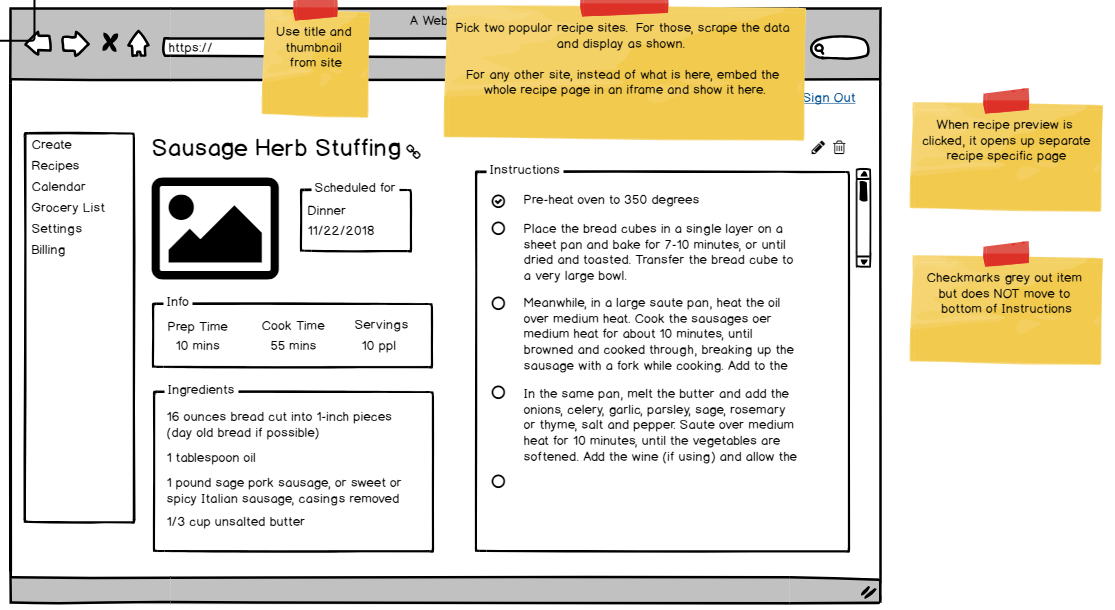 A Web
https://
Use title and
thumbnail
from site
Pick two popular recipe sites. For those, scrape the data
and display as shown.
For any other site, instead of what is here, embed the
whole recipe page in an iframe and show it here.
Sign Out
When recipe preview is
clicked, it opens up separate
recipe specific page
Checkmarks grey out item
but does NOT move to
bottom of Instructions
Create
Recipes
Calendar
Grocery List
Settings
Billing
Sausage Herb Stuffing
Scheduled for
Dinner
11/22/2018
Info
Prep Time Cook Time Servings
10 mins 55 mins 10 ppl
Ingredients
16 ounces bread cut into 1-inch pieces
(day old bread if possible)
1 tablespoon oil
1 pound sage pork sausage, or sweet or
spicy Italian sausage, casings removed
1/3 cup unsalted butter
Instructions
Pre-heat oven to 350 degrees
Place the bread cubes in a single layer on a
sheet pan and bake for 7-10 minutes, or until
dried and toasted. Transfer the bread cube to
a very large bowl.
Meanwhile, in a large saute pan, heat the oil
over medium heat. Cook the sausages oer
medium heat for about 10 minutes, until
browned and cooked through, breaking up the
sausage with a fork while cooking. Add to the
In the same pan, melt the butter and add the
onions, celery, garlic, parsley, sage, rosemary
or thyme, salt and pepper. Saute over medium
heat for 10 minutes, until the vegetables are
softened. Add the wine (if using) and allow the